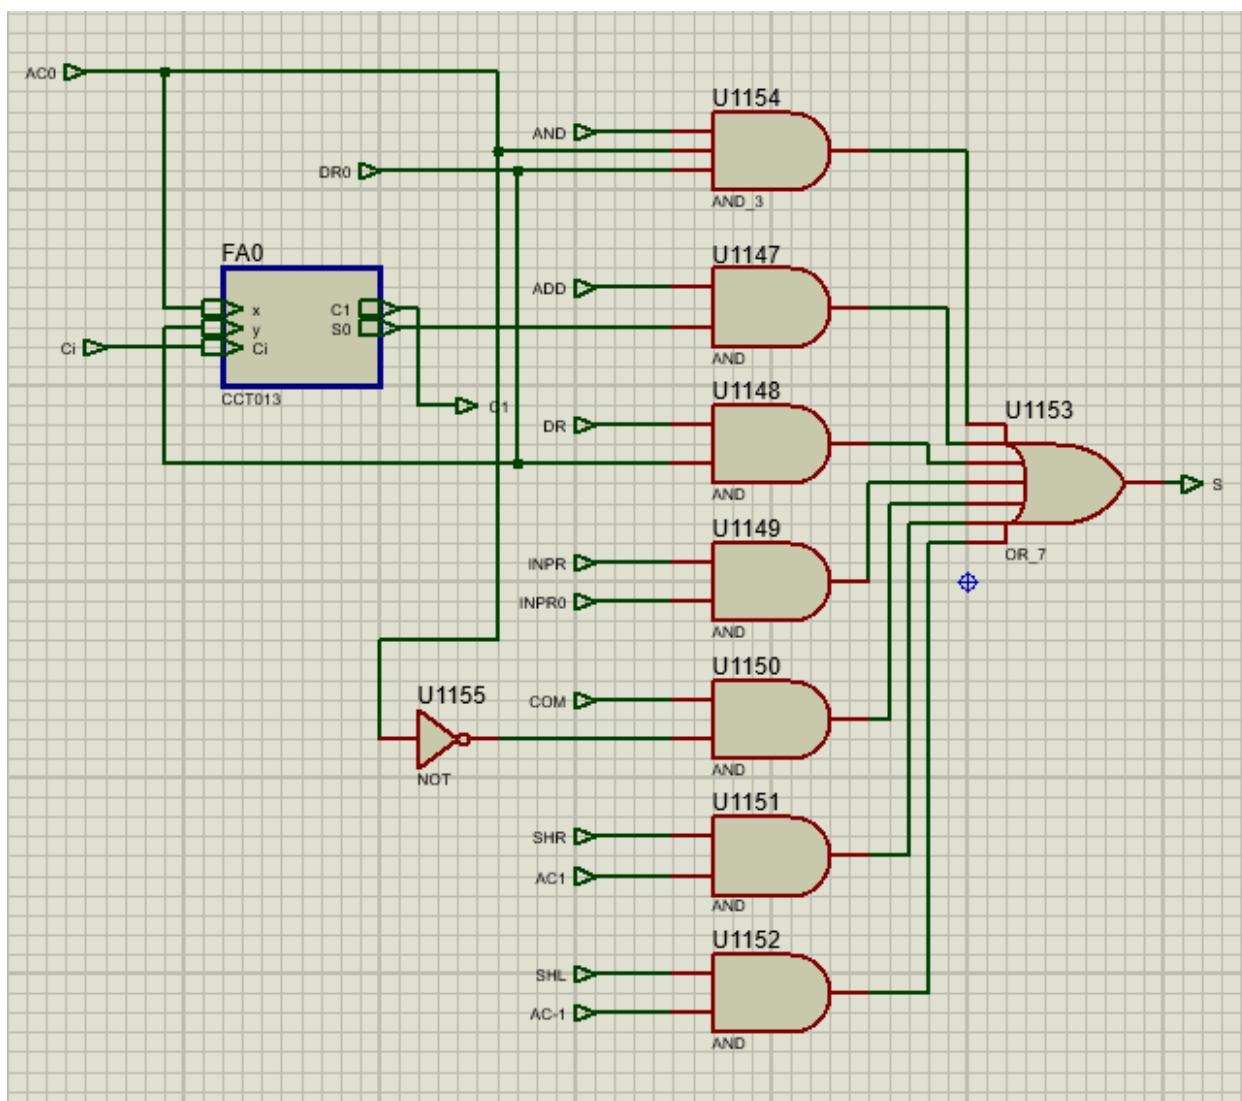 AC0
U1154
AND
DR0
AND_3
FA0
U1147
ADD
x
C1
y
S0
Ci
Ci
AND
CCT013
C1
U1148
DR
U1153
AND
S
U1149
INPR
OR_7
INPR0
AND
U1150
U1155
COM
AND
NOT
U1151
SHR
AC1
AND
U1152
SHL
AC-1
AND